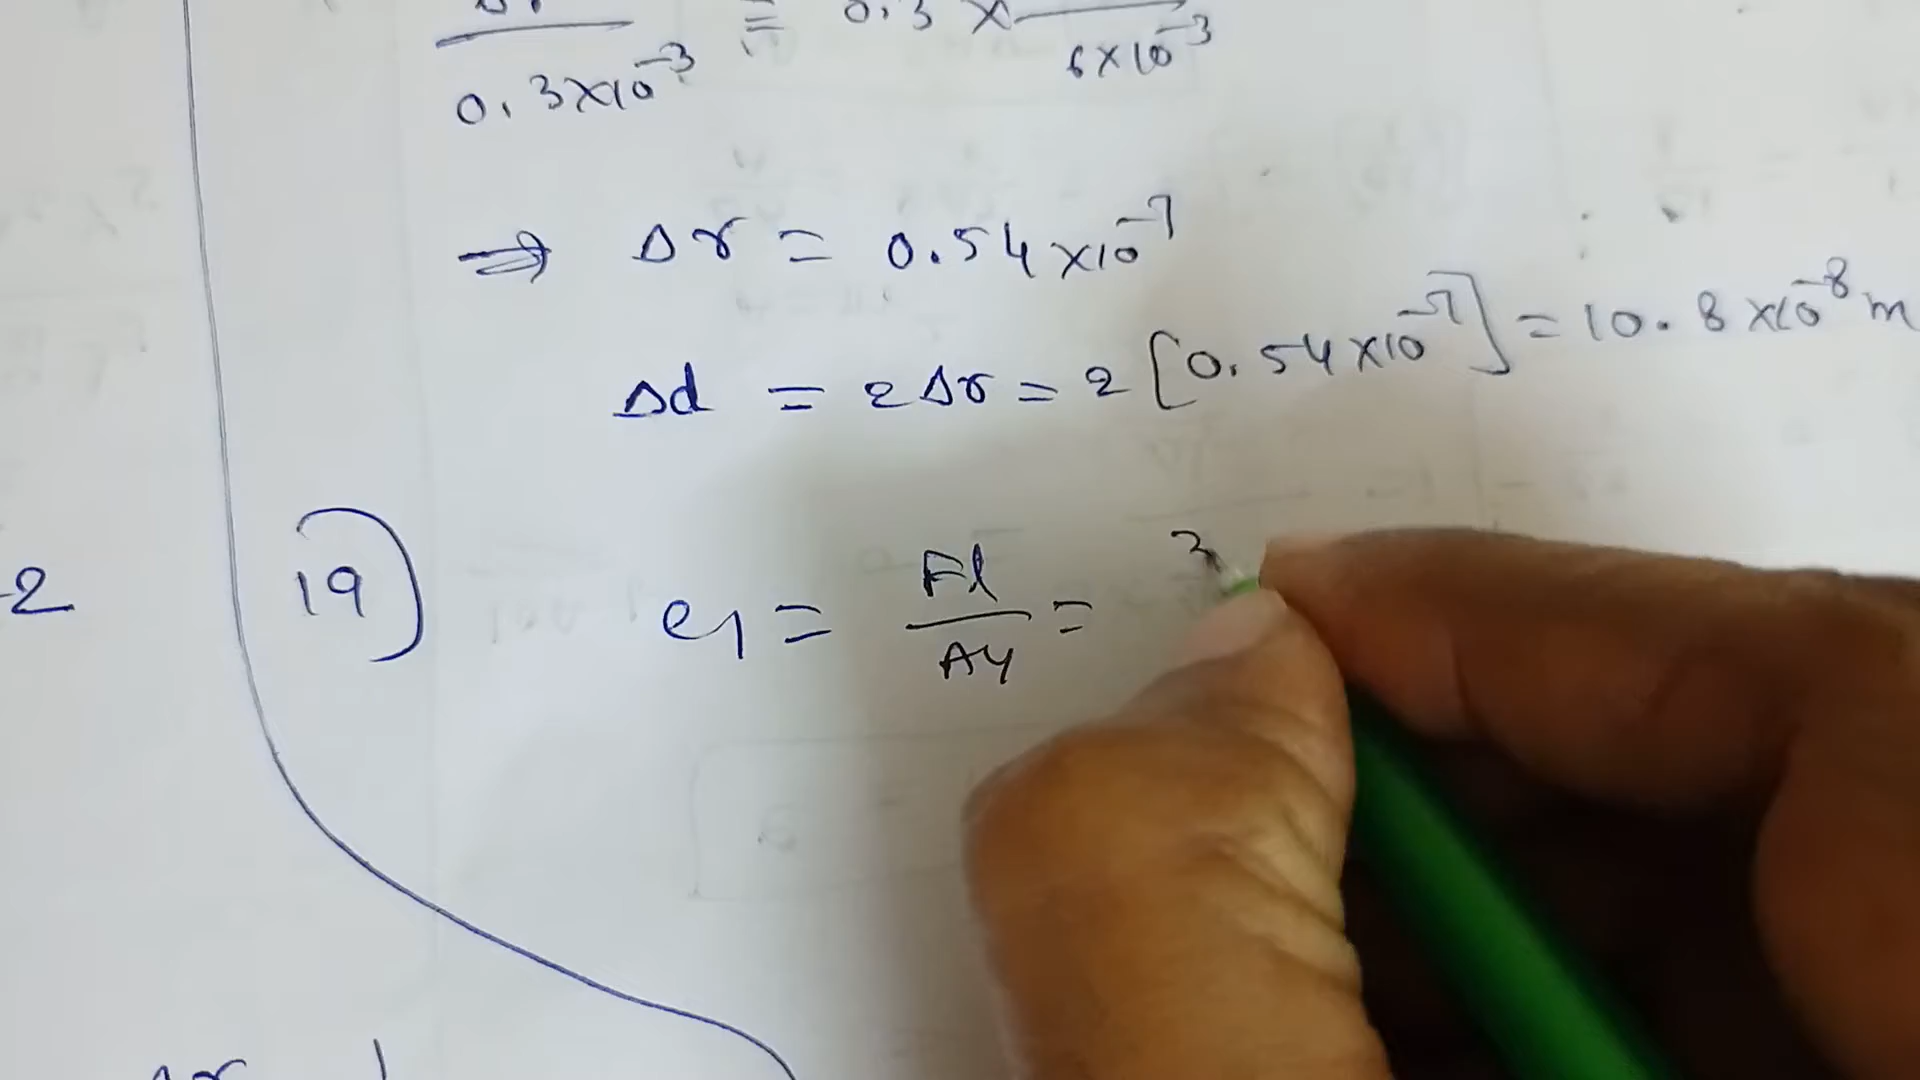 = 0.3 ×
0.3×10⁻³ 6×10⁻³
⇒ Δr = 0.54×10⁻⁷
Δd = 2Δr = 2[0.54×10⁻⁷] = 10.8×10⁻⁸ m
-2
19) e₁ = Fl/AY =